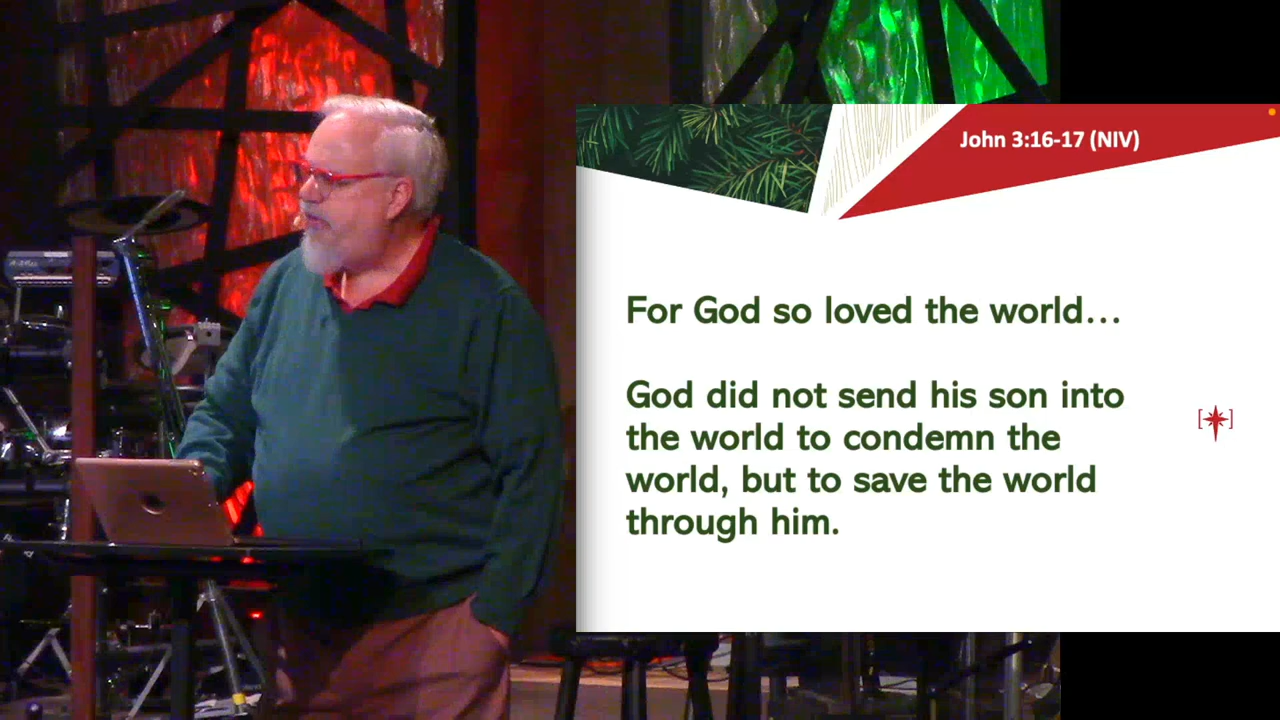 John 3:16-17 (NIV)
For God so loved the world…
God did not send his son into
the world to condemn the
world, but to save the world
through him.